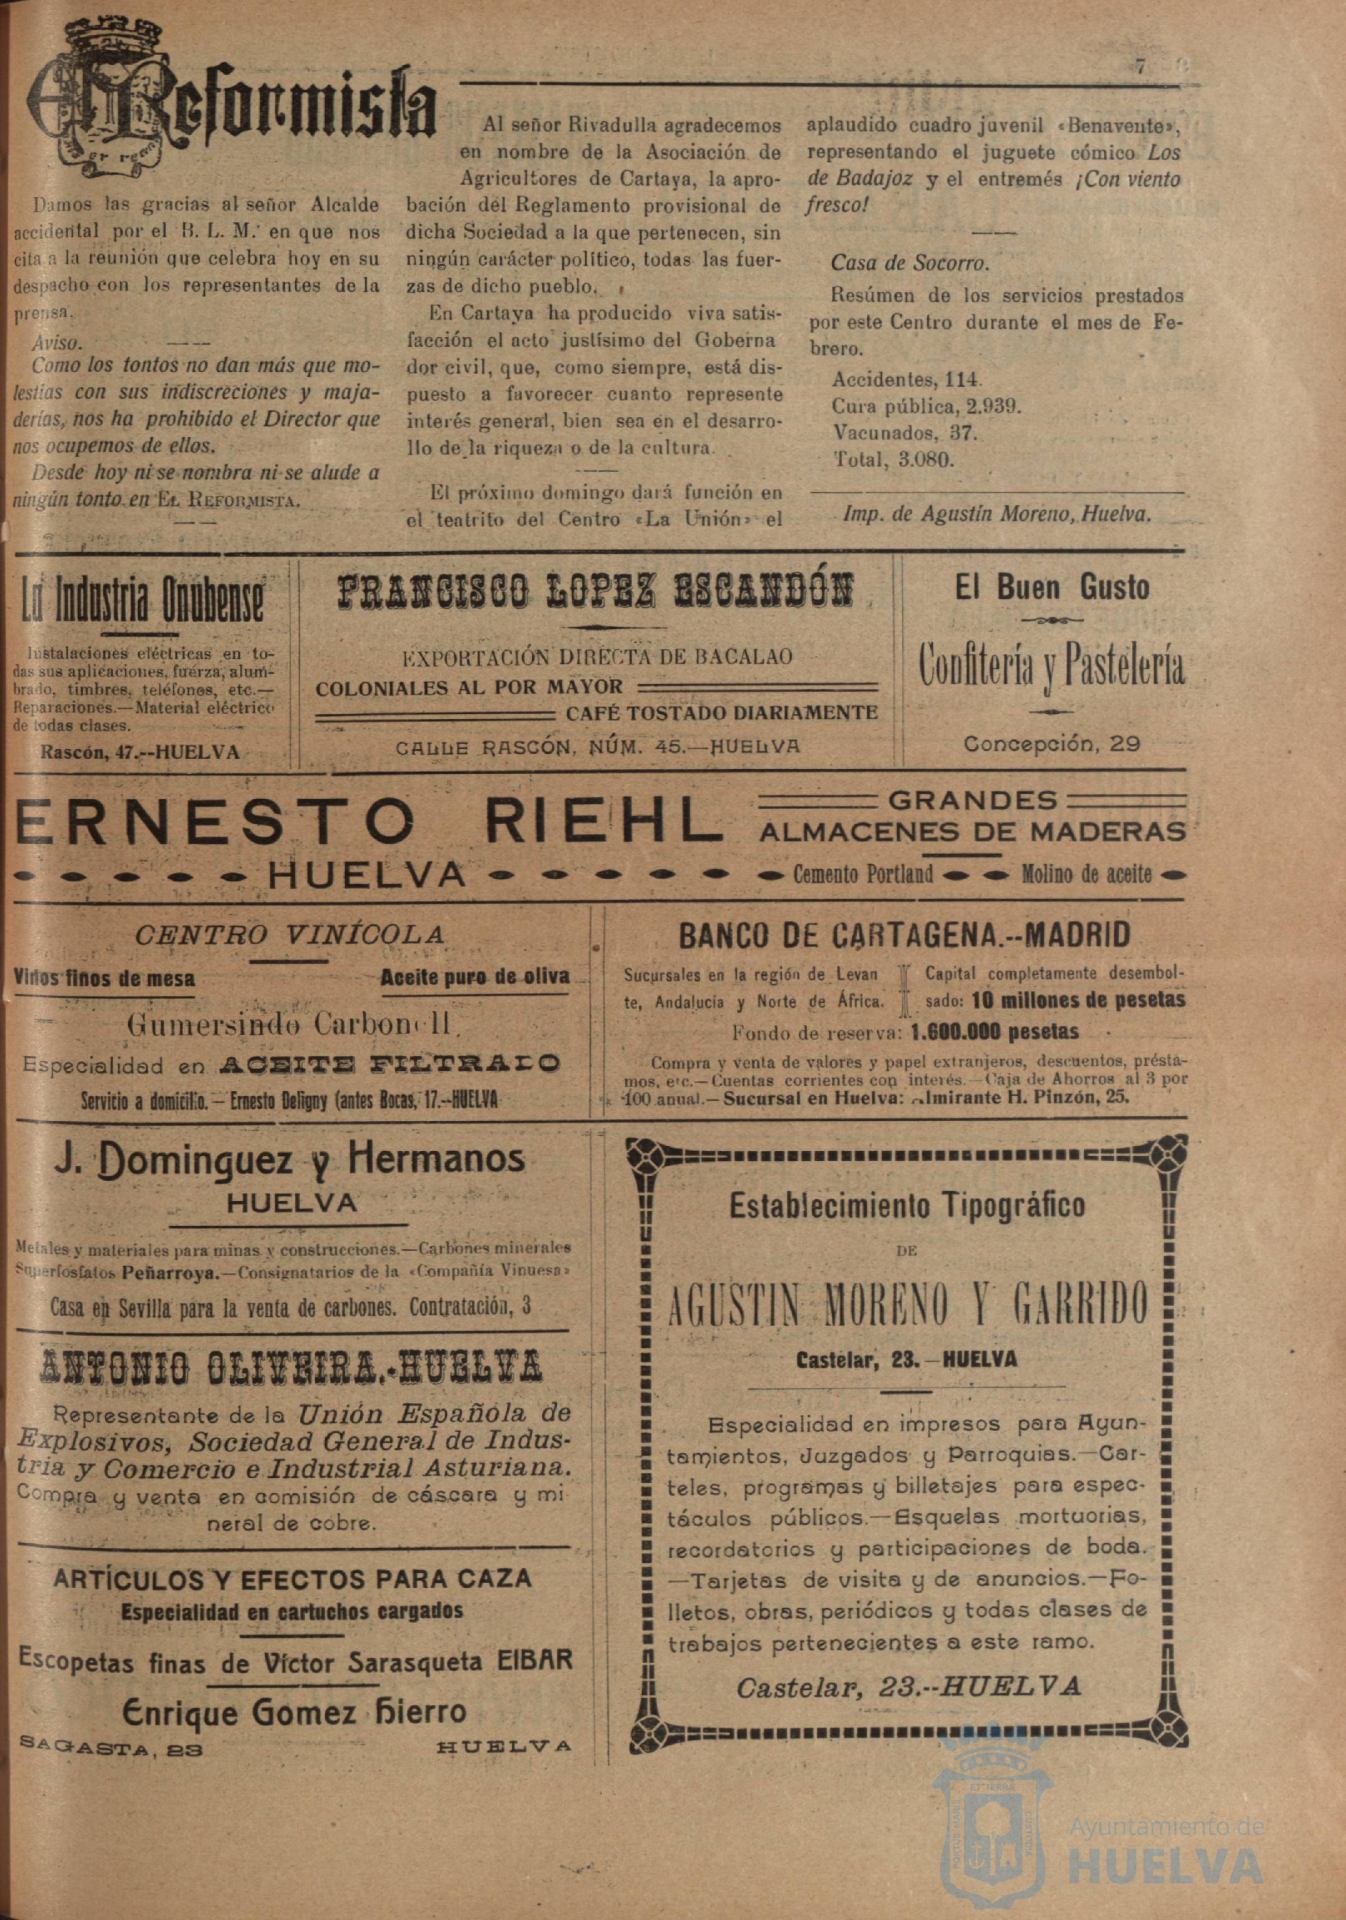 7
El Reformista
Damos las gracias al señor Alcalde
accidental por el B. L. M. en que nos
cita a la reunión que celebra hoy en su
despacho con los representantes de la
prensa.
Aviso.
Como los tontos no dan más que mo-
lestias con sus indiscreciones y maja-
derías, nos ha prohibido el Director que
nos ocupemos de ellos.
Desde hoy ni se nombra ni se alude a
ningún tonto en EL REFORMISTA.
Al señor Rivadulla agradecemos
en nombre de la Asociación de
Agricultores de Cartaya, la apro-
bación del Reglamento provisional de
dicha Sociedad a la que pertenecen, sin
ningún carácter político, todas las fuer-
zas de dicho pueblo.
En Cartaya ha producido viva satis-
facción el acto justísimo del Goberna
dor civil, que, como siempre, está dis-
puesto a favorecer cuanto represente
interés general, bien sea en el desarro-
llo de la riqueza o de la cultura.
El próximo domingo dará función en
el teatrito del Centro «La Unión» el
aplaudido cuadro juvenil «Benavente»,
representando el juguete cómico Los
de Badajoz y el entremés ¡Con viento
fresco!
Casa de Socorro.
Resúmen de los servicios prestados
por este Centro durante el mes de Fe-
brero.
Accidentes, 114.
Cura pública, 2.939.
Vacunados, 37.
Total, 3.080.
Imp. de Agustín Moreno, Huelva.
La Industria Onubense
Instalaciones eléctricas en to-
das sus aplicaciones, fuerza, alum-
brado, timbres, teléfonos, etc.—
Reparaciones.—Material eléctrico
de todas clases.
Rascón, 47.--HUELVA
FRANCISCO LOPEZ ESCANDÓN
EXPORTACIÓN DIRECTA DE BACALAO
COLONIALES AL POR MAYOR
CAFÉ TOSTADO DIARIAMENTE
CALLE RASCÓN, NÚM. 45.—HUELVA
El Buen Gusto
Confitería y Pastelería
Concepción, 29
ERNESTO RIEHL
HUELVA
GRANDES
ALMACENES DE MADERAS
Cemento Portland Molino de aceite
CENTRO VINÍCOLA
Vinos finos de mesa Aceite puro de oliva
Gumersindo Carbonell
Especialidad en ACEITE FILTRADO
Servicio a domicilio.—Ernesto Deligny (antes Bocas, 17.--HUELVA
BANCO DE CARTAGENA.--MADRID
Sucursales en la región de Levan
te, Andalucía y Norte de África.
Capital completamente desembol-
sado: 10 millones de pesetas
Fondo de reserva: 1.600.000 pesetas
Compra y venta de valores y papel extranjeros, descuentos, présta-
mos, etc.—Cuentas corrientes con interés.—Caja de Ahorros al 3 por
100 anual.—Sucursal en Huelva: Almirante H. Pinzón, 25.
J. Dominguez y Hermanos
HUELVA
Metales y materiales para minas y construcciones.—Carbones minerales
Superfosfatos Peñarroya.—Consignatarios de la «Compañía Vinuesa»
Casa en Sevilla para la venta de carbones. Contratación, 3
ANTONIO OLIVEIRA.-HUELVA
Representante de la Unión Española de
Explosivos, Sociedad General de Indus-
tria y Comercio e Industrial Asturiana.
Compra y venta en comisión de cáscara y mi
neral de cobre.
ARTÍCULOS Y EFECTOS PARA CAZA
Especialidad en cartuchos cargados
Escopetas finas de Víctor Sarasqueta EIBAR
Enrique Gomez Hierro
SAGASTA, 23 HUELVA
Establecimiento Tipográfico
DE
AGUSTIN MORENO Y GARRIDO
Castelar, 23.—HUELVA
Especialidad en impresos para Ayun-
tamientos, Juzgados y Parroquias.—Car-
teles, programas y billetajes para espec-
táculos públicos.—Esquelas mortuorias,
recordatorios y participaciones de boda.
—Tarjetas de visita y de anuncios.—Fo-
lletos, obras, periódicos y todas clases de
trabajos pertenecientes a este ramo.
Castelar, 23.--HUELVA
Ayuntamiento de
HUELVA